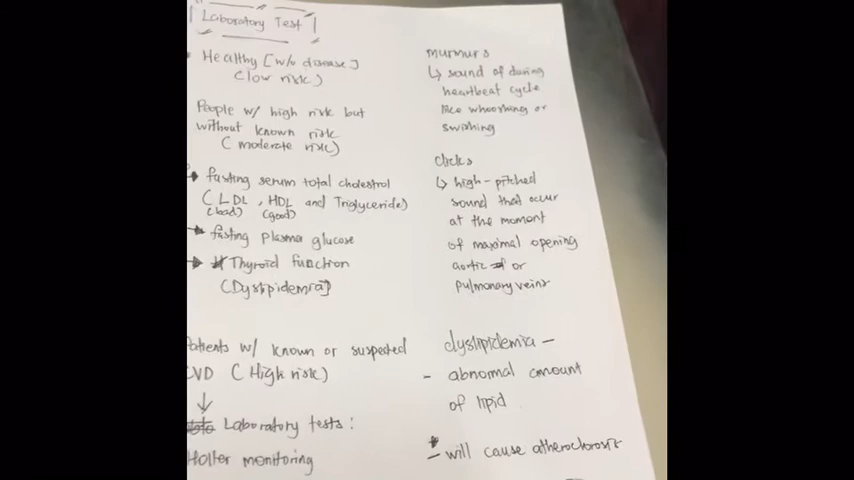 Laboratory Test
Healthy [w/o disease]
(low risk)
People w/ high risk but
without known risk
(moderate risk)
fasting serum total cholestrol
(LDL, HDL and Triglyceride)
(bad) (good)
fasting plasma glucose
Thyroid function
(Dyslipidemia)
Patients w/ known or suspected
CVD (High risk)
Laboratory tests:
Holter monitoring
murmurs
↳ sound of during
heartbeat cycle
like whooshing or
swishing
clicks
↳ high-pitched
sound that occur
at the moment
of maximal opening
aortic or
pulmonary veins
dyslipidemia –
– abnormal amount
of lipid
– will cause